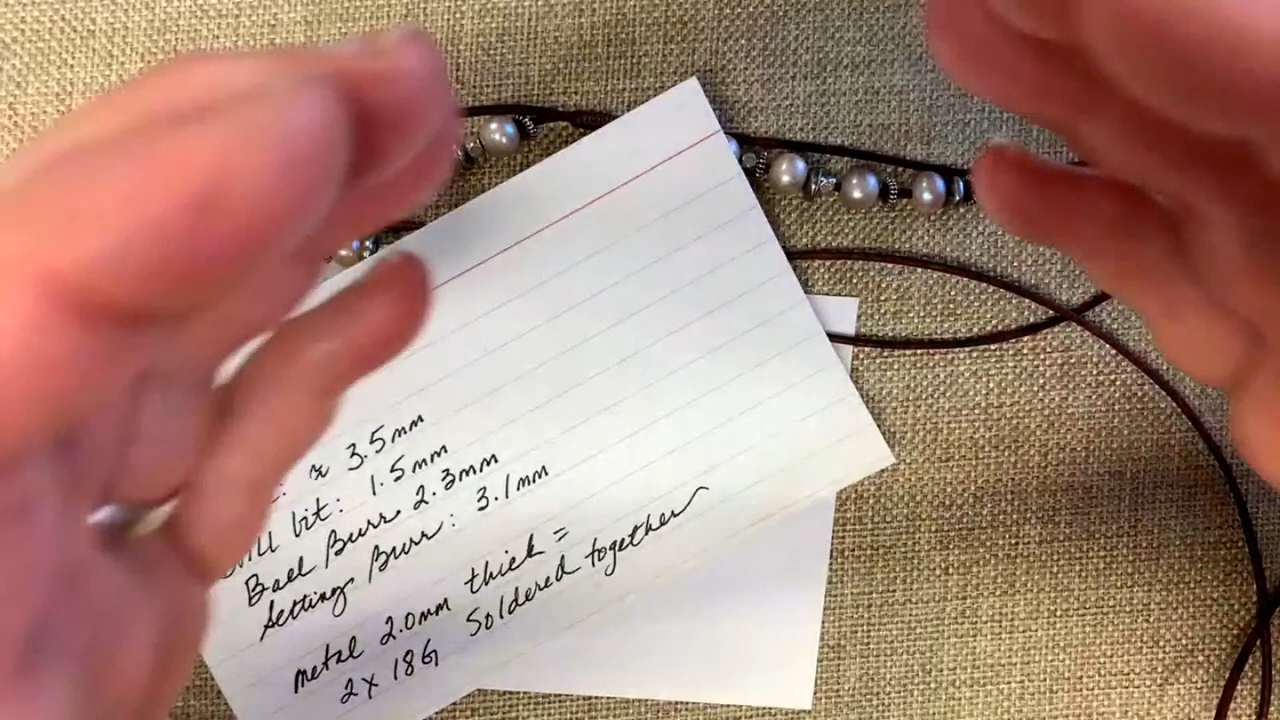 ≈ 3.5mm
bit: 1.5mm
Ball Burr 2.3mm
Setting Burr: 3.1mm
metal 2.0mm thick =
2 x 18G soldered together